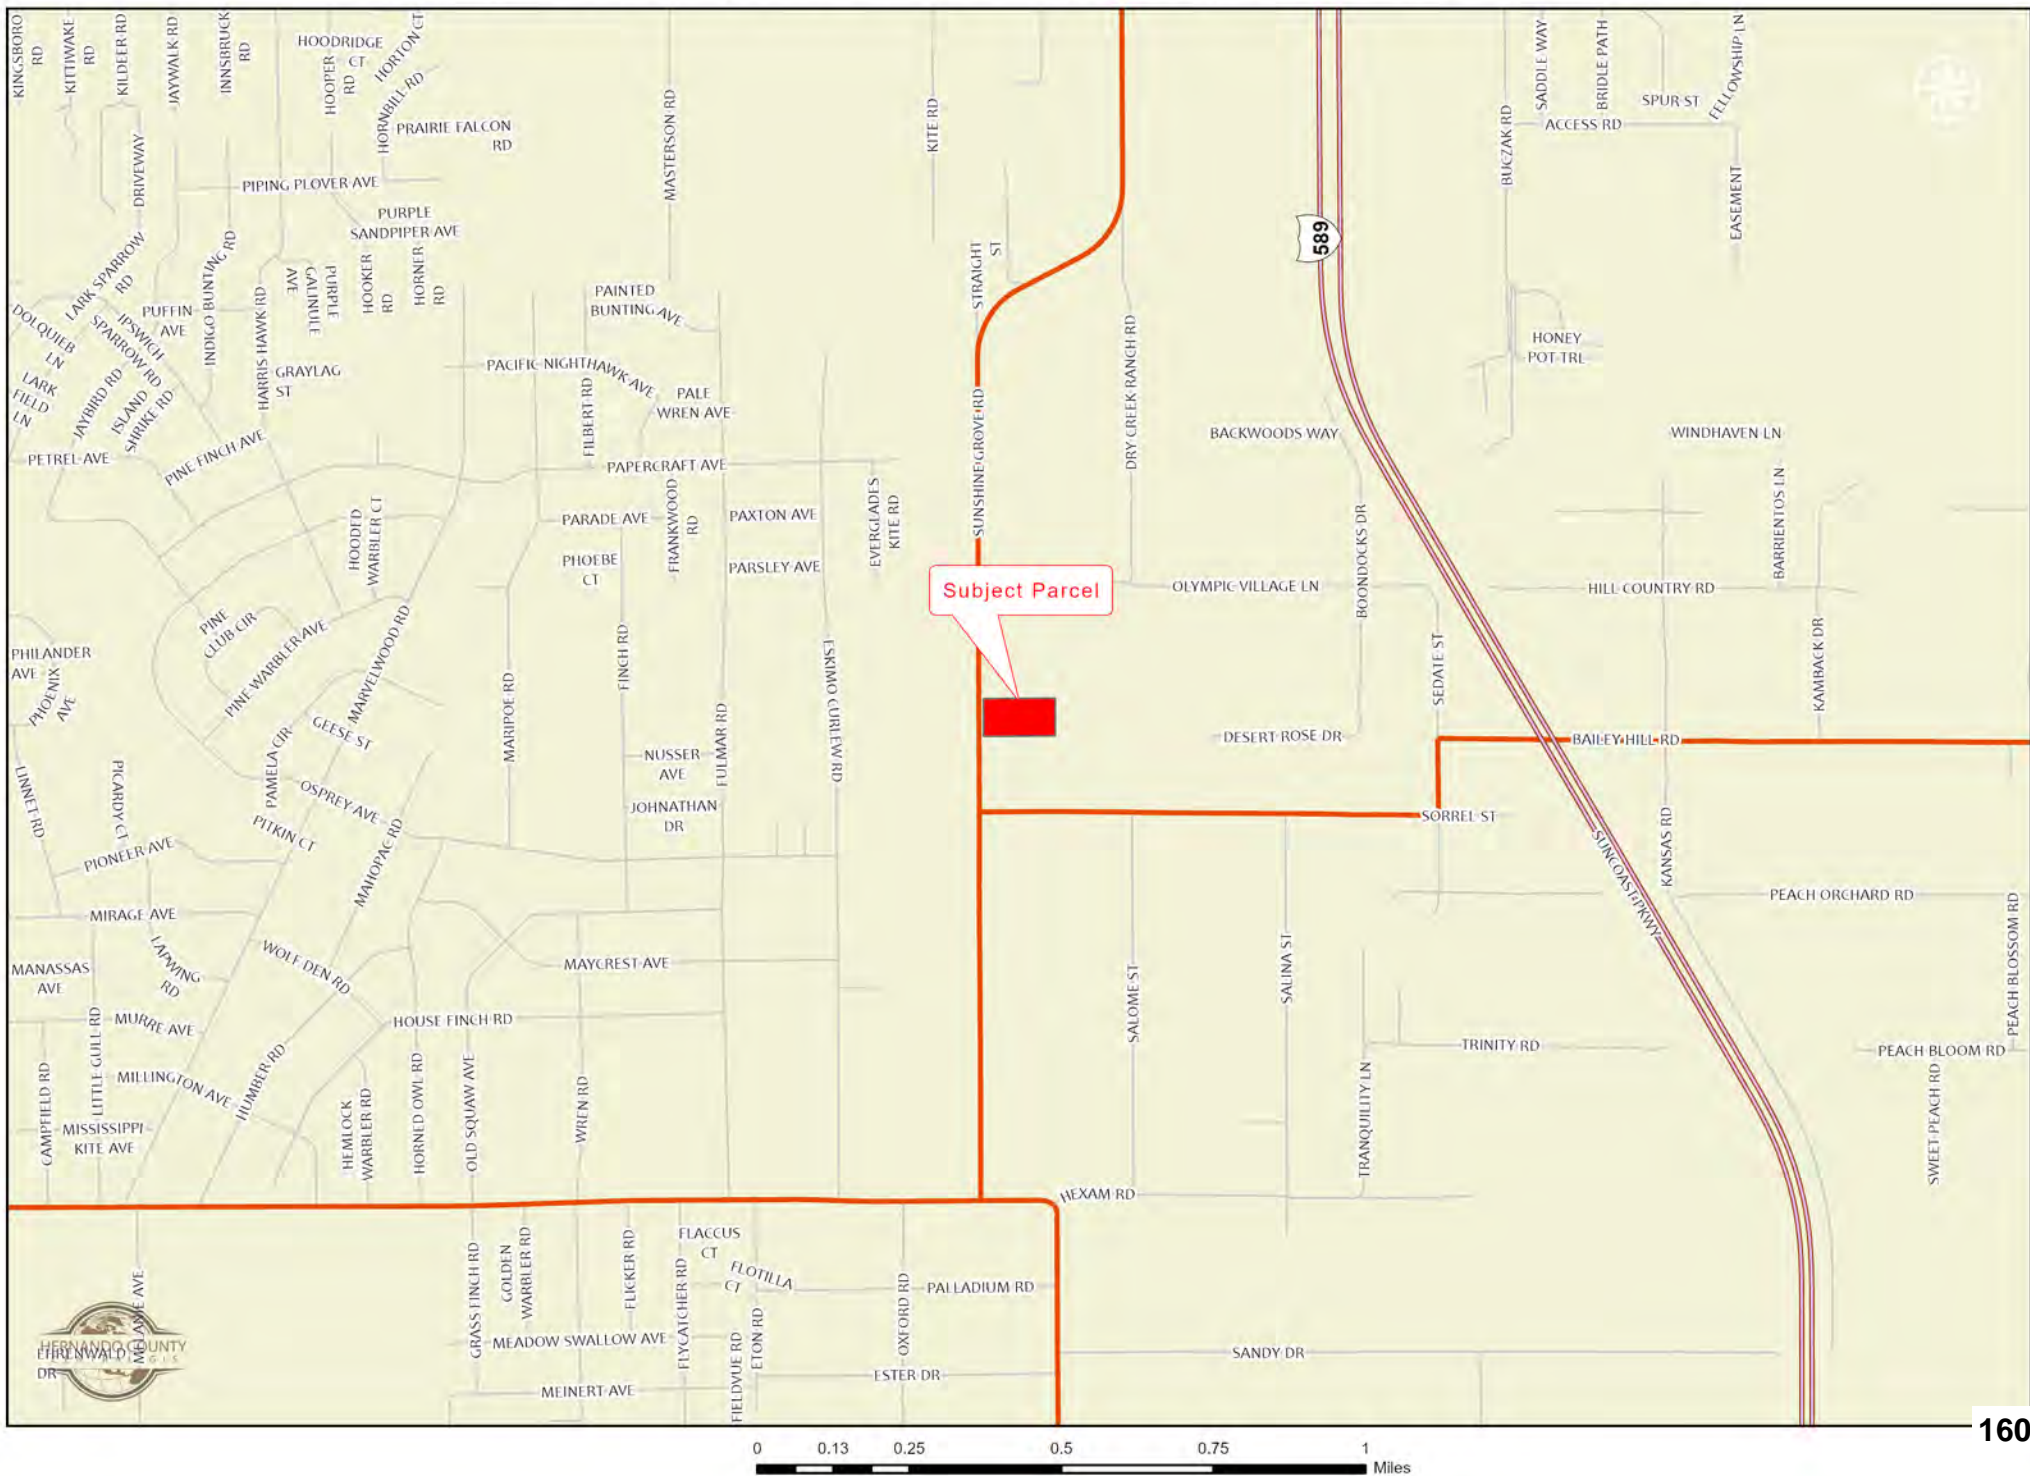 KINGSBORO
RD
KITTIWAKE
RD
KILDER RD
JAYWALK RD
INNSBRUCK
RD
HOODRIDGE
CT
HOOPER
RD
HORTON CT
HORNBILL RD
PRAIRIE FALCON
RD
MASTERSON RD
KITE RD
SADDLE WAY
BRIDLE PATH
SPUR ST
FELLOWSHIP LN
ACCESS RD
BUCZAK RD
EASEMENT
DRIVEWAY
PIPING PLOVER AVE
PURPLE
SANDPIPER AVE
LARK SPARROW
RD
INDIGO BUNTING RD
PURPLE
GALINULE
AVE
HOOKER
RD
HORNER
RD
STRAIGHT
ST
589
PAINTED
BUNTING AVE
DOLQUIEB
LN
PUFFIN
AVE
IPSWICH
SPARROW RD
HARRIS HAWK RD
GRAYLAG
ST
HONEY
POT TRL
LARK
FIELD
LN
JAYBIRD RD
ISLAND
SHRIKE RD
PACIFIC NIGHTHAWK AVE
PALE
WREN AVE
FILBERT RD
SUNSHINE GROVE RD
DRY CREEK RANCH RD
BACKWOODS WAY
WINDHAVEN LN
PETREL AVE
PINE FINCH AVE
PAPERCRAFT AVE
HOODED
WARBLER CT
PARADE AVE
FRANKWOOD
RD
PAXTON AVE
EVERGLADES
KITE RD
BOONDOCKS DR
BARRIENTOS LN
PHOEBE
CT
PARSLEY AVE
Subject Parcel
OLYMPIC VILLAGE LN
HILL COUNTRY RD
PINE
CLUB CIR
PINE WARBLER AVE
MARVELWOOD RD
FINCH RD
ESKIMO CURLEW RD
SEDATE ST
KAMBACK DR
PHILANDER
AVE
PHOENIX
AVE
GEESE ST
MARIPOE RD
FULMAR RD
DESERT ROSE DR
BAILEY HILL RD
NUSSER
AVE
LINNET RD
PICARDY CT
PAMELA CIR
OSPREY AVE
PITKIN CT
JOHNATHAN
DR
SORREL ST
PIONEER AVE
MAHOPAC RD
SUNCOAST PKWY
KANSAS RD
PEACH ORCHARD RD
MIRAGE AVE
LAPWING
RD
WOLF DEN RD
MAYCREST AVE
SALOME ST
SALINA ST
PEACH BLOSSOM RD
MANASSAS
AVE
MURRE AVE
LITTLE GULL RD
HOUSE FINCH RD
TRINITY RD
PEACH BLOOM RD
CAMPFIELD RD
MILLINGTON AVE
HUMBER RD
MISSISSIPPI
KITE AVE
HEMLOCK
WARBLER RD
HORNED OWL RD
OLD SQUAW AVE
WREN RD
TRANQUILITY LN
SWEET PEACH RD
HEXAM RD
MELANIE AVE
GRASS FINCH RD
GOLDEN
WARBLER RD
FLICKER RD
FLYCATCHER RD
FLACCUS
CT
FLOTILLA
CT
OXFORD RD
PALLADIUM RD
MEADOW SWALLOW AVE
FIELDVUE RD
ETON RD
SANDY DR
ESTER DR
MEINERT AVE
HERNANDO COUNTY
EHRENWALD
DR
160
0 0.13 0.25 0.5 0.75 1
Miles